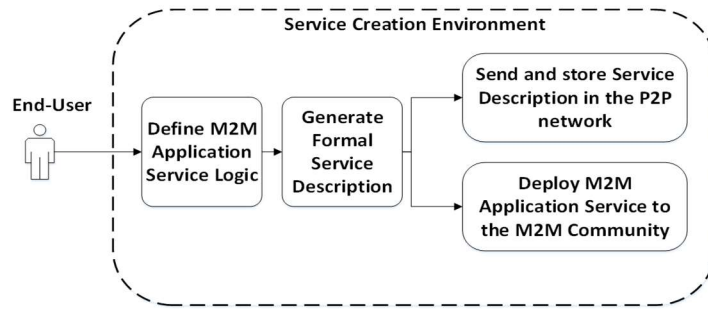 Service Creation Environment
End-User
Define M2M
Application
Service Logic
Generate
Formal
Service
Description
Send and store Service
Description in the P2P
network
Deploy M2M
Application Service to
the M2M Community